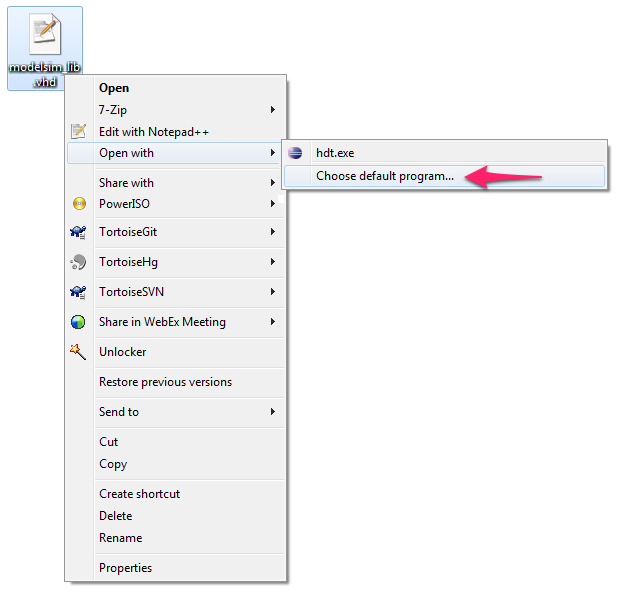 modelsim_lib
.vhd
Open
7-Zip
Edit with Notepad++
Open with
hdt.exe
Choose default program...
Share with
PowerISO
TortoiseGit
TortoiseHg
TortoiseSVN
Share in WebEx Meeting
Unlocker
Restore previous versions
Send to
Cut
Copy
Create shortcut
Delete
Rename
Properties